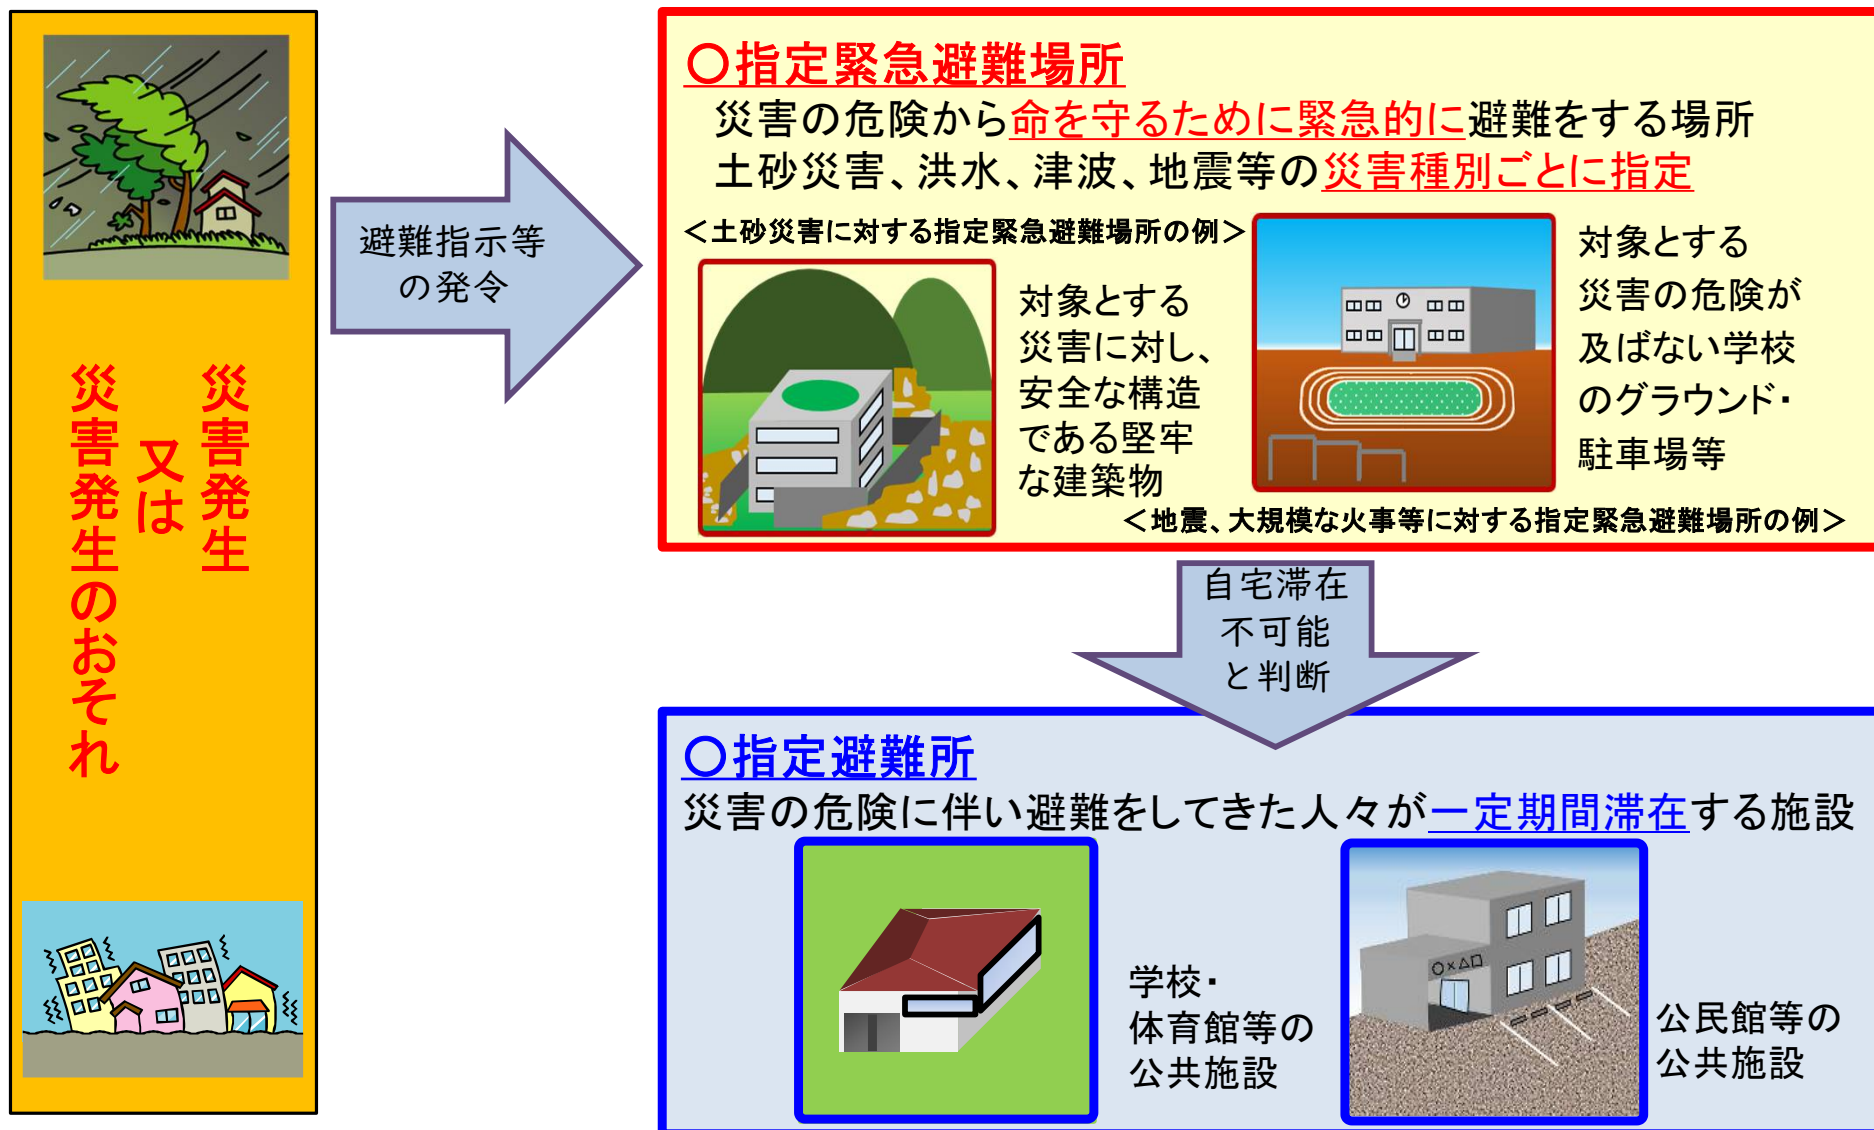 災害発生
又は
災害発生のおそれ
避難指示等
の発令
〇指定緊急避難場所
災害の危険から命を守るために緊急的に避難をする場所
土砂災害、洪水、津波、地震等の災害種別ごとに指定
＜土砂災害に対する指定緊急避難場所の例＞
対象とする
災害に対し、
安全な構造
である堅牢
な建築物
対象とする
災害の危険が
及ばない学校
のグラウンド・
駐車場等
＜地震、大規模な火事等に対する指定緊急避難場所の例＞
自宅滞在
不可能
と判断
〇指定避難所
災害の危険に伴い避難をしてきた人々が一定期間滞在する施設
学校・
体育館等の
公共施設
〇×△□
公民館等の
公共施設